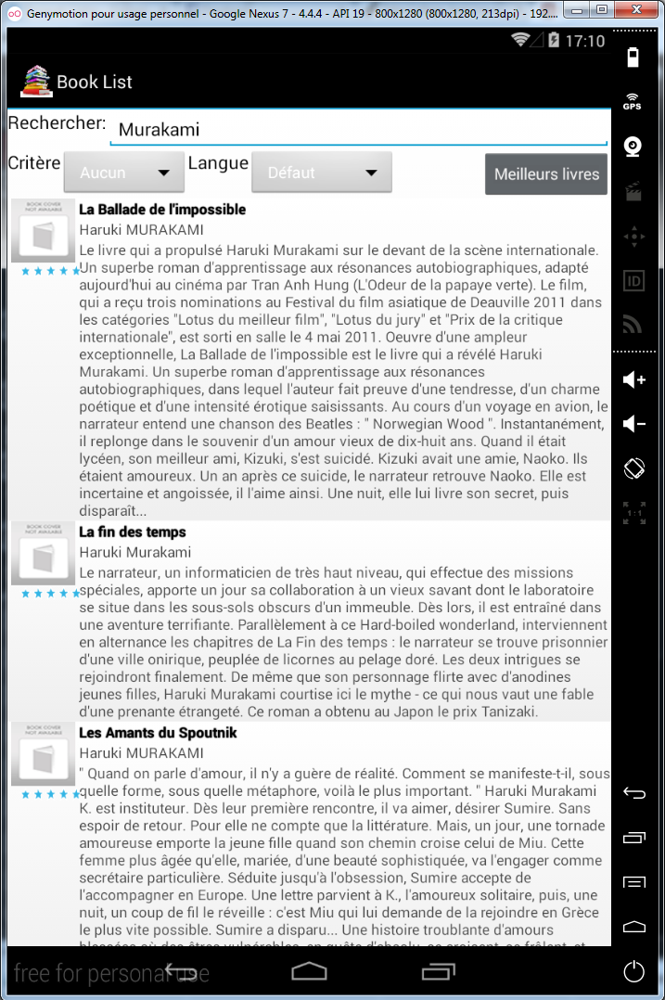 Genymotion pour usage personnel - Google Nexus 7 - 4.4.4 - API 19 - 800x1280 (800x1280, 213dpi) - 192....
17:10
GPS
Book List
Rechercher: Murakami
Critère Aucun Langue Défaut Meilleurs livres
ID
BOOK COVER
NOT AVAILABLE
La Ballade de l'impossible
Haruki MURAKAMI
Le livre qui a propulsé Haruki Murakami sur le devant de la scène internationale.
Un superbe roman d'apprentissage aux résonances autobiographiques, adapté
aujourd'hui au cinéma par Tran Anh Hung (L'Odeur de la papaye verte). Le film,
qui a reçu trois nominations au Festival du film asiatique de Deauville 2011 dans
les catégories "Lotus du meilleur film", "Lotus du jury" et "Prix de la critique
internationale", est sorti en salle le 4 mai 2011. Oeuvre d'une ampleur
exceptionnelle, La Ballade de l'impossible est le livre qui a révélé Haruki
Murakami. Un superbe roman d'apprentissage aux résonances
autobiographiques, dans lequel l'auteur fait preuve d'une tendresse, d'un charme
poétique et d'une intensité érotique saisissants. Au cours d'un voyage en avion, le
narrateur entend une chanson des Beatles : " Norwegian Wood ". Instantanément,
il replonge dans le souvenir d'un amour vieux de dix-huit ans. Quand il était
lycéen, son meilleur ami, Kizuki, s'est suicidé. Kizuki avait une amie, Naoko. Ils
étaient amoureux. Un an après ce suicide, le narrateur retrouve Naoko. Elle est
incertaine et angoissée, il l'aime ainsi. Une nuit, elle lui livre son secret, puis
disparaît...
1:1
BOOK COVER
NOT AVAILABLE
La fin des temps
Haruki Murakami
Le narrateur, un informaticien de très haut niveau, qui effectue des missions
spéciales, apporte un jour sa collaboration à un vieux savant dont le laboratoire
se situe dans les sous-sols obscurs d'un immeuble. Dès lors, il est entraîné dans
une aventure terrifiante. Parallèlement à ce Hard-boiled wonderland, interviennent
en alternance les chapitres de La Fin des temps : le narrateur se trouve prisonnier
d'une ville onirique, peuplée de licornes au pelage doré. Les deux intrigues se
rejoindront finalement. De même que son personnage flirte avec d'anodines
jeunes filles, Haruki Murakami courtise ici le mythe - ce qui nous vaut une fable
d'une prenante étrangeté. Ce roman a obtenu au Japon le prix Tanizaki.
BOOK COVER
NOT AVAILABLE
Les Amants du Spoutnik
Haruki MURAKAMI
" Quand on parle d'amour, il n'y a guère de réalité. Comment se manifeste-t-il, sous
quelle forme, sous quelle métaphore, voilà le plus important. " Haruki Murakami
K. est instituteur. Dès leur première rencontre, il va aimer, désirer Sumire. Sans
espoir de retour. Pour elle ne compte que la littérature. Mais, un jour, une tornade
amoureuse emporte la jeune fille quand son chemin croise celui de Miu. Cette
femme plus âgée qu'elle, mariée, d'une beauté sophistiquée, va l'engager comme
secrétaire particulière. Séduite jusqu'à l'obsession, Sumire accepte de
l'accompagner en Europe. Une lettre parvient à K., l'amoureux solitaire, puis, une
nuit, un coup de fil le réveille : c'est Miu qui lui demande de la rejoindre en Grèce
le plus vite possible. Sumire a disparu... Une histoire troublante d'amours
blessées où des êtres vulnérables, en quête d'absolu, se croisent, se frôlent, et
free for personal use